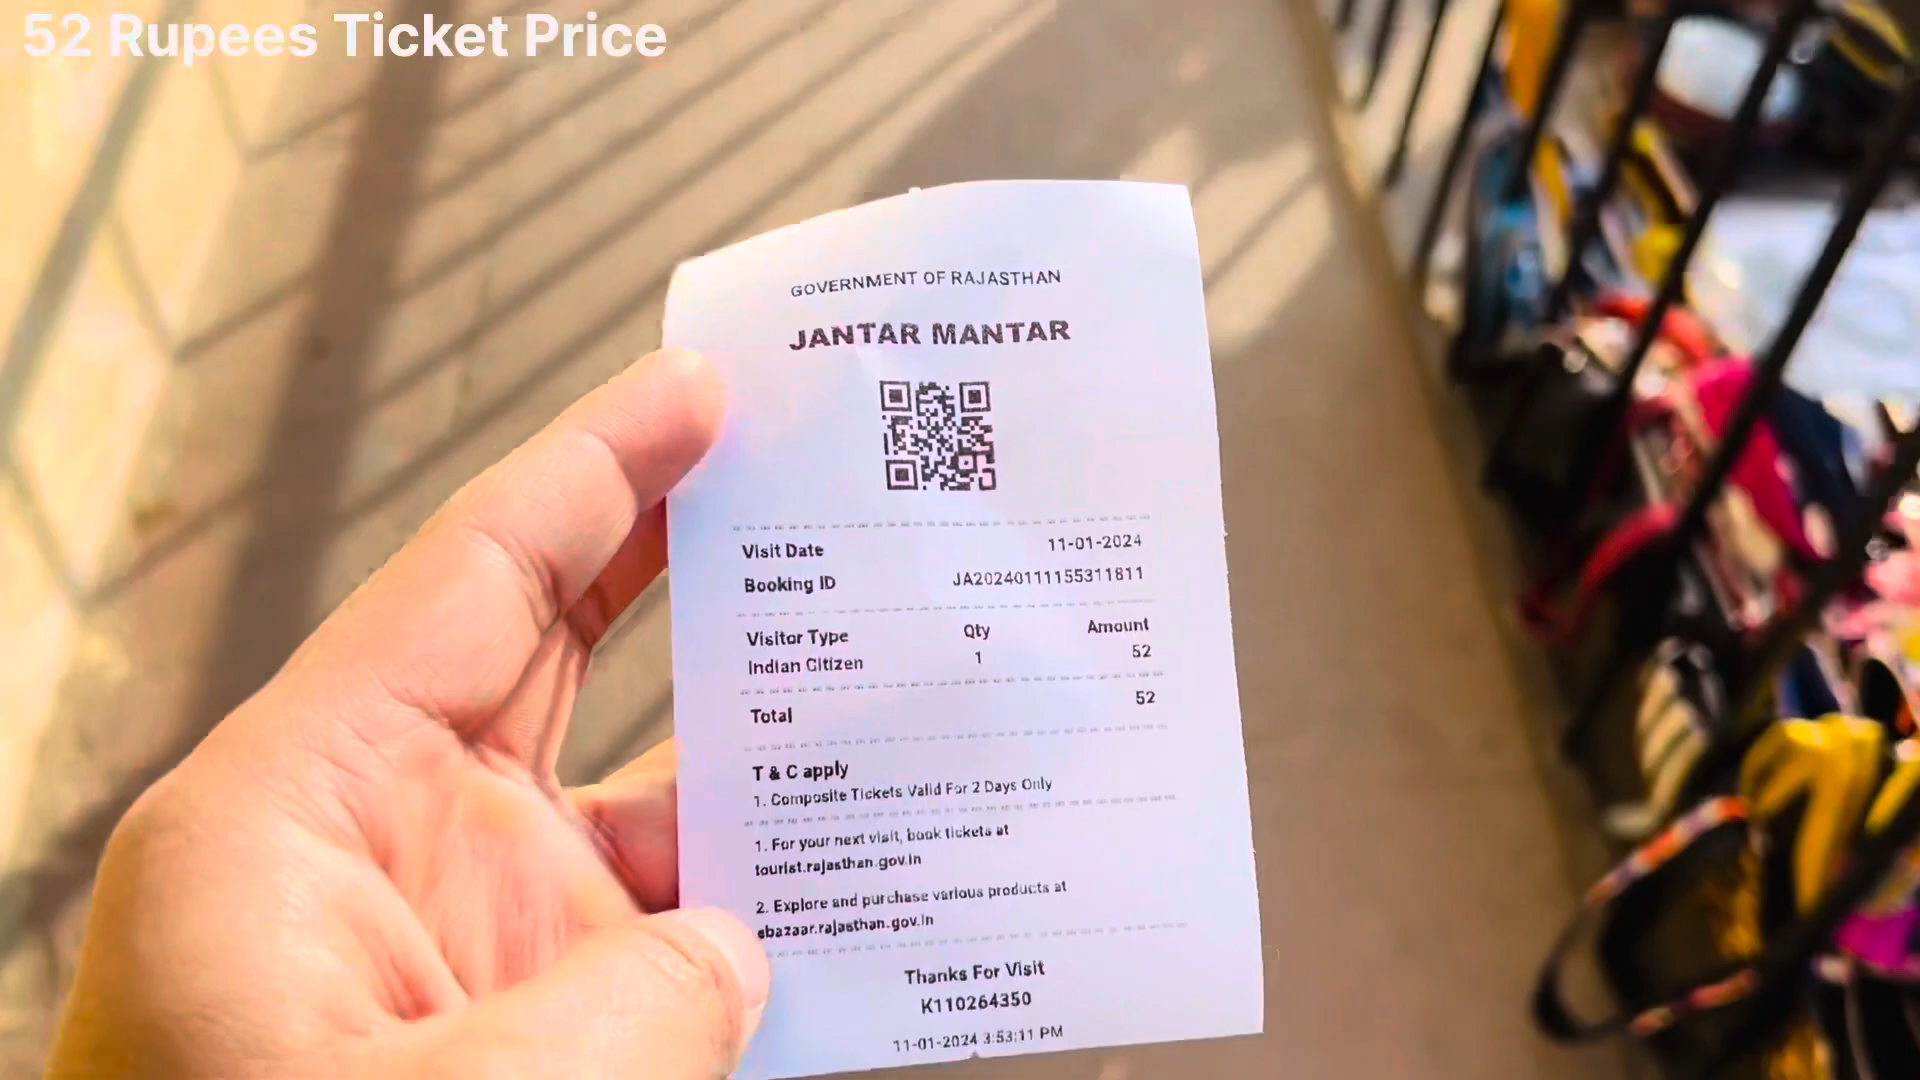 52 Rupees Ticket Price
GOVERNMENT OF RAJASTHAN
JANTAR MANTAR
Visit Date 11-01-2024
Booking ID JA20240111155311811
Visitor Type Qty Amount
Indian Citizen 1 52
Total 52
T & C apply
1. Composite Tickets Valid For 2 Days Only
1. For your next visit, book tickets at
tourist.rajasthan.gov.in
2. Explore and purchase various products at
ebazaar.rajasthan.gov.in
Thanks For Visit
K110264350
11-01-2024 3:53:11 PM